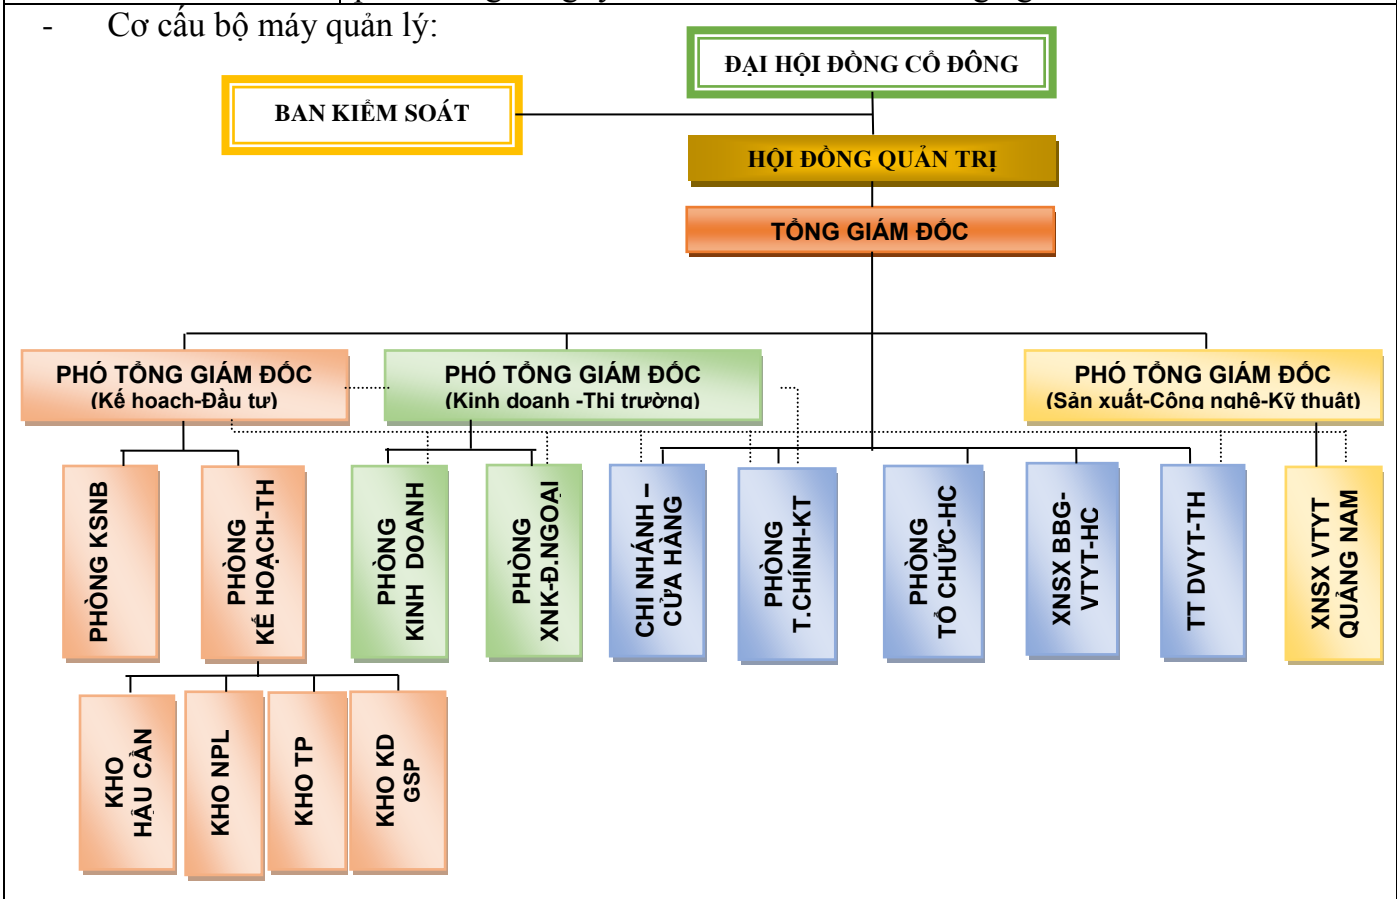 - Cơ cấu bộ máy quản lý:
ĐẠI HỘI ĐỒNG CỔ ĐÔNG
BAN KIỂM SOÁT
HỘI ĐỒNG QUẢN TRỊ
TỔNG GIÁM ĐỐC
PHÓ TỔNG GIÁM ĐỐC
(Kế hoạch-Đầu tư)
PHÓ TỔNG GIÁM ĐỐC
(Kinh doanh -Thị trường)
PHÓ TỔNG GIÁM ĐỐC
(Sản xuất-Công nghệ-Kỹ thuật)
PHÒNG KSNB
PHÒNG
KẾ HOẠCH-TH
PHÒNG
KINH DOANH
PHÒNG
XNK-Đ.NGOẠI
CHI NHÁNH –
CỬA HÀNG
PHÒNG
T.CHÍNH-KT
PHÒNG
TỔ CHỨC-HC
XNSX BBG-
VTYT-HC
TT DVYT-TH
XNSX VTYT
QUẢNG NAM
KHO
HẬU CẦN
KHO NPL
KHO TP
KHO KD
GSP